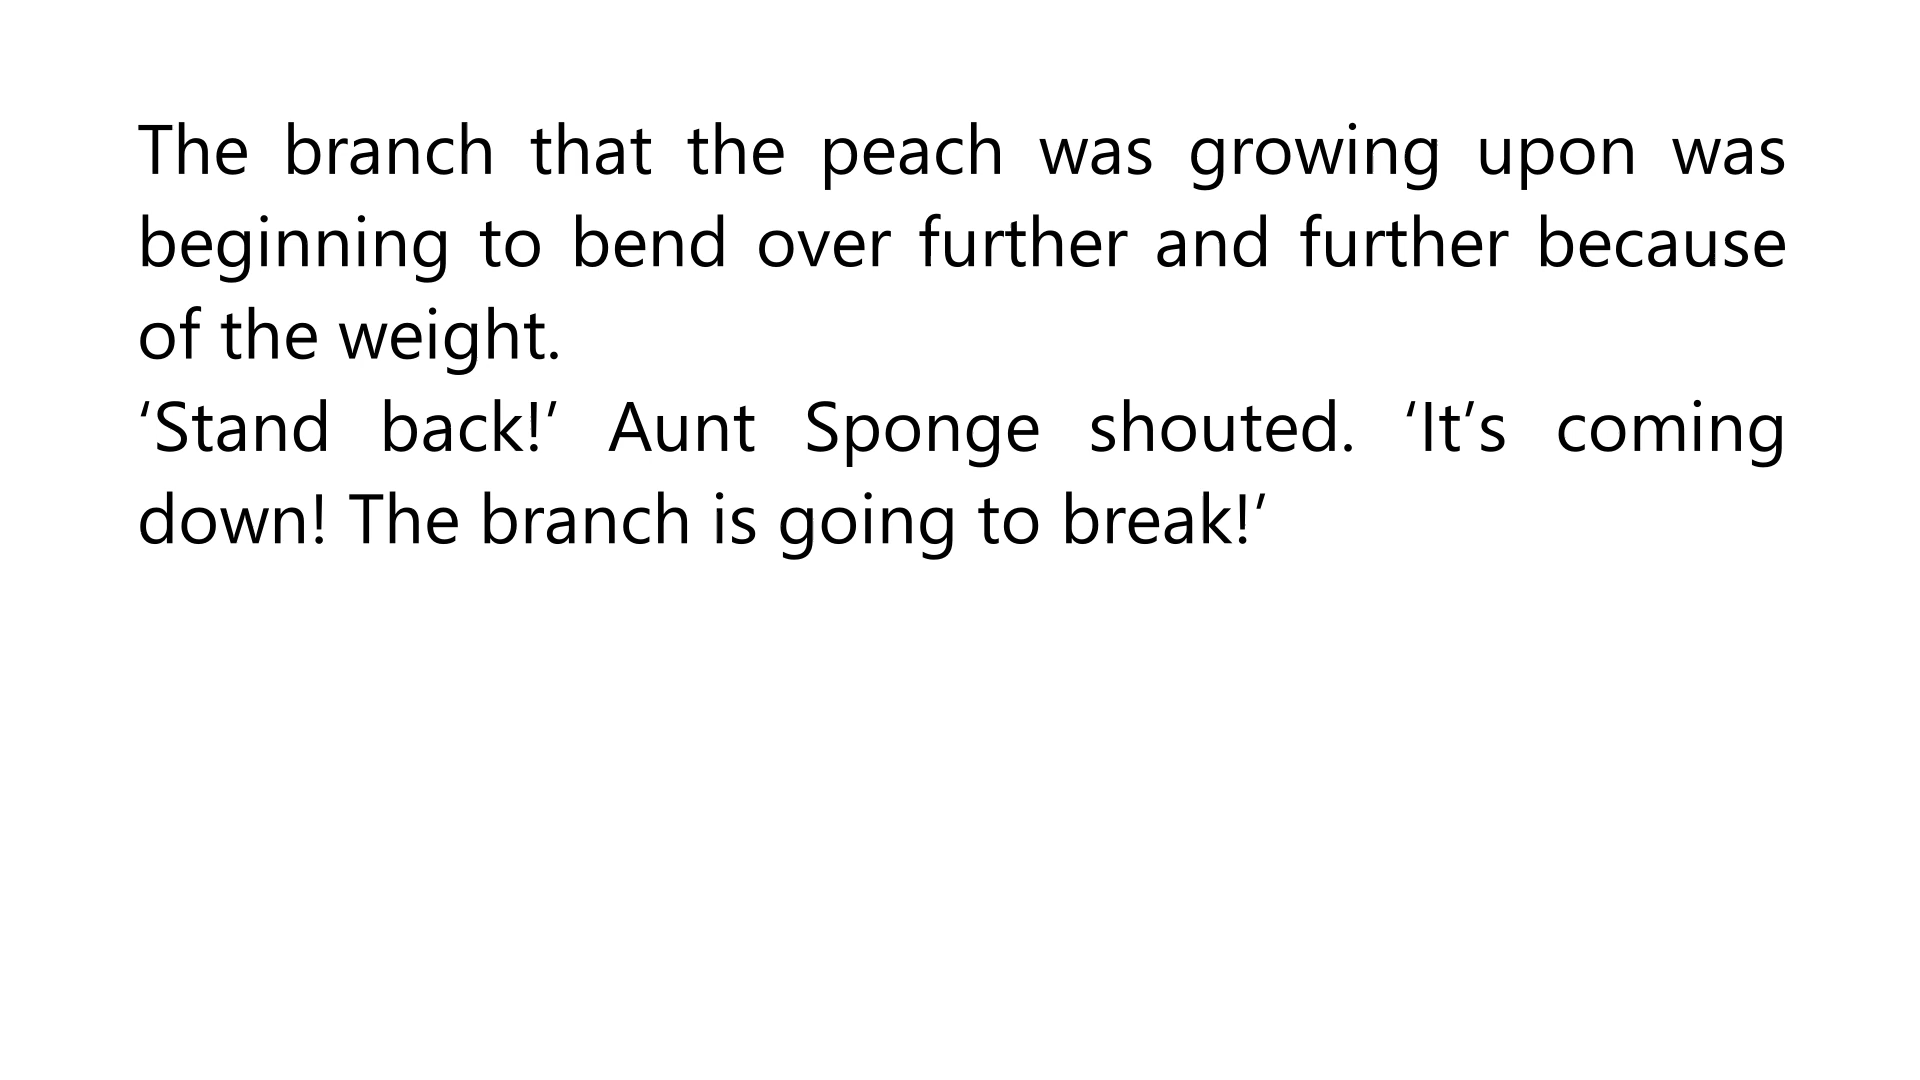 The branch that the peach was growing upon was
beginning to bend over further and further because
of the weight.
‘Stand back!’ Aunt Sponge shouted. ‘It’s coming
down! The branch is going to break!’